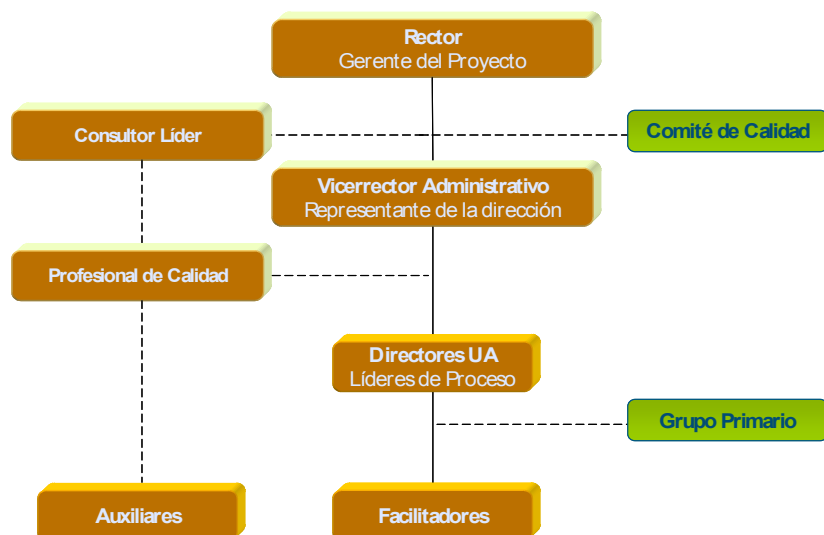 Rector
Gerente del Proyecto
Consultor Líder
Comité de Calidad
Vicerrector Administrativo
Representante de la dirección
Profesional de Calidad
Directores UA
Líderes de Proceso
Grupo Primario
Auxiliares
Facilitadores